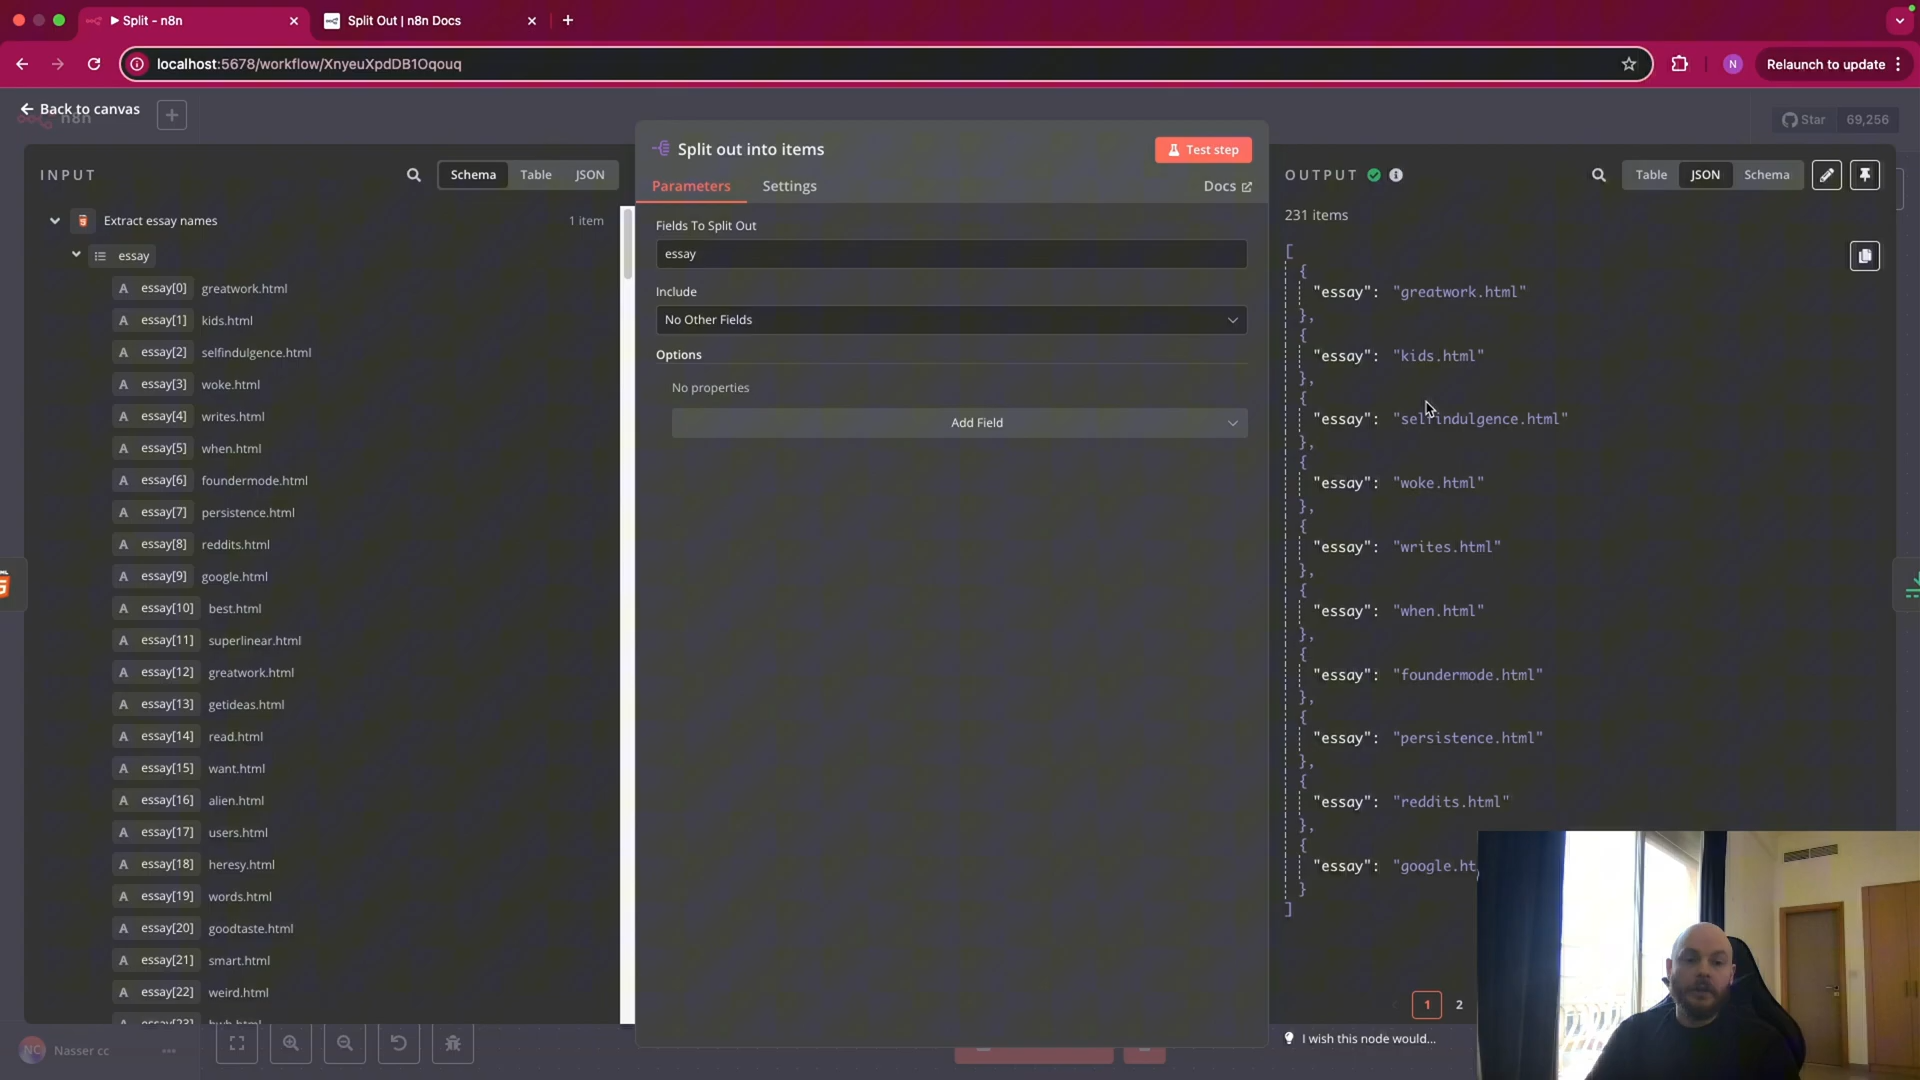 Split - n8n
Split Out | n8n Docs
localhost:5678/workflow/XnyeuXpdDB1Oqouq
N
Relaunch to update
Back to canvas
n8n
Star 69,256
INPUT
Schema Table JSON
Extract essay names 1 item
essay
A essay[0] greatwork.html
A essay[1] kids.html
A essay[2] selfindulgence.html
A essay[3] woke.html
A essay[4] writes.html
A essay[5] when.html
A essay[6] foundermode.html
A essay[7] persistence.html
A essay[8] reddits.html
A essay[9] google.html
A essay[10] best.html
A essay[11] superlinear.html
A essay[12] greatwork.html
A essay[13] getideas.html
A essay[14] read.html
A essay[15] want.html
A essay[16] alien.html
A essay[17] users.html
A essay[18] heresy.html
A essay[19] words.html
A essay[20] goodtaste.html
A essay[21] smart.html
A essay[22] weird.html
NC Nasser cc
Split out into items
Test step
Parameters Settings Docs
Fields To Split Out
essay
Include
No Other Fields
Options
No properties
Add Field
OUTPUT
Table JSON Schema
231 items
[
{
"essay": "greatwork.html"
},
{
"essay": "kids.html"
},
{
"essay": "selfindulgence.html"
},
{
"essay": "woke.html"
},
{
"essay": "writes.html"
},
{
"essay": "when.html"
},
{
"essay": "foundermode.html"
},
{
"essay": "persistence.html"
},
{
"essay": "reddits.html"
},
{
"essay": "google.ht
}
]
1 2
I wish this node would...